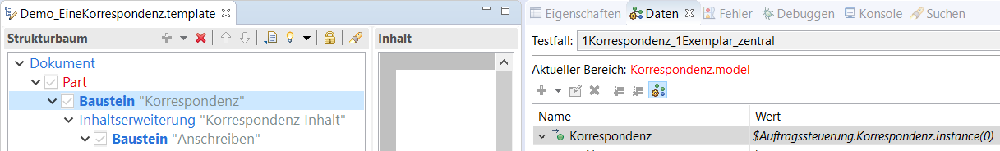 Demo_EineKorrespondenz.template
Strukturbaum
Inhalt
Dokument
Part
Baustein "Korrespondenz"
Inhaltserweiterung "Korrespondenz Inhalt"
Baustein "Anschreiben"
Eigenschaften Daten Fehler Debuggen Konsole Suchen
Testfall: 1Korrespondenz_1Exemplar_zentral
Aktueller Bereich: Korrespondenz.model
Name Wert
Korrespondenz $Auftragssteuerung.Korrespondenz.instance(0)